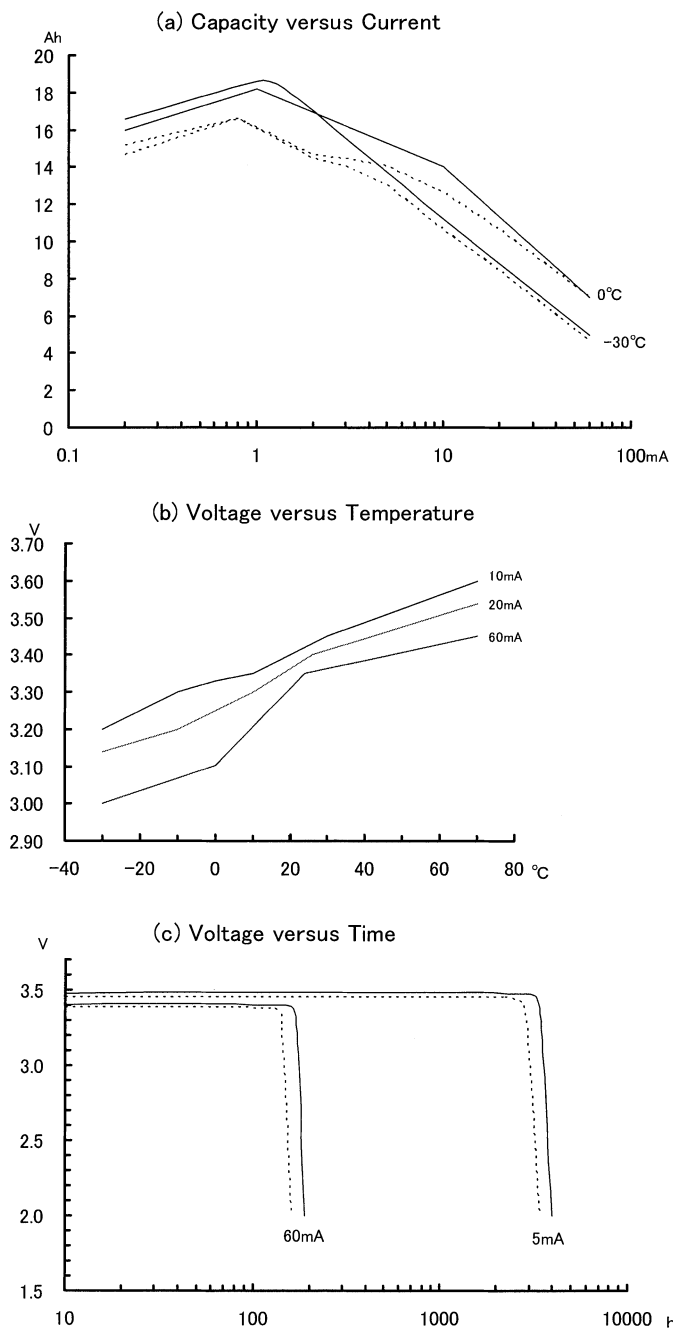 (a) Capacity versus Current
Ah
20
18
16
14
12
10
8
6
4
2
0
0°C
-30°C
0.1 1 10 100mA
(b) Voltage versus Temperature
V
3.70
3.60
3.50
3.40
3.30
3.20
3.10
3.00
2.90
10mA
20mA
60mA
-40 -20 0 20 40 60 80 °C
(c) Voltage versus Time
V
3.5
3.0
2.5
2.0
1.5
60mA 5mA
10 100 1000 10000 h